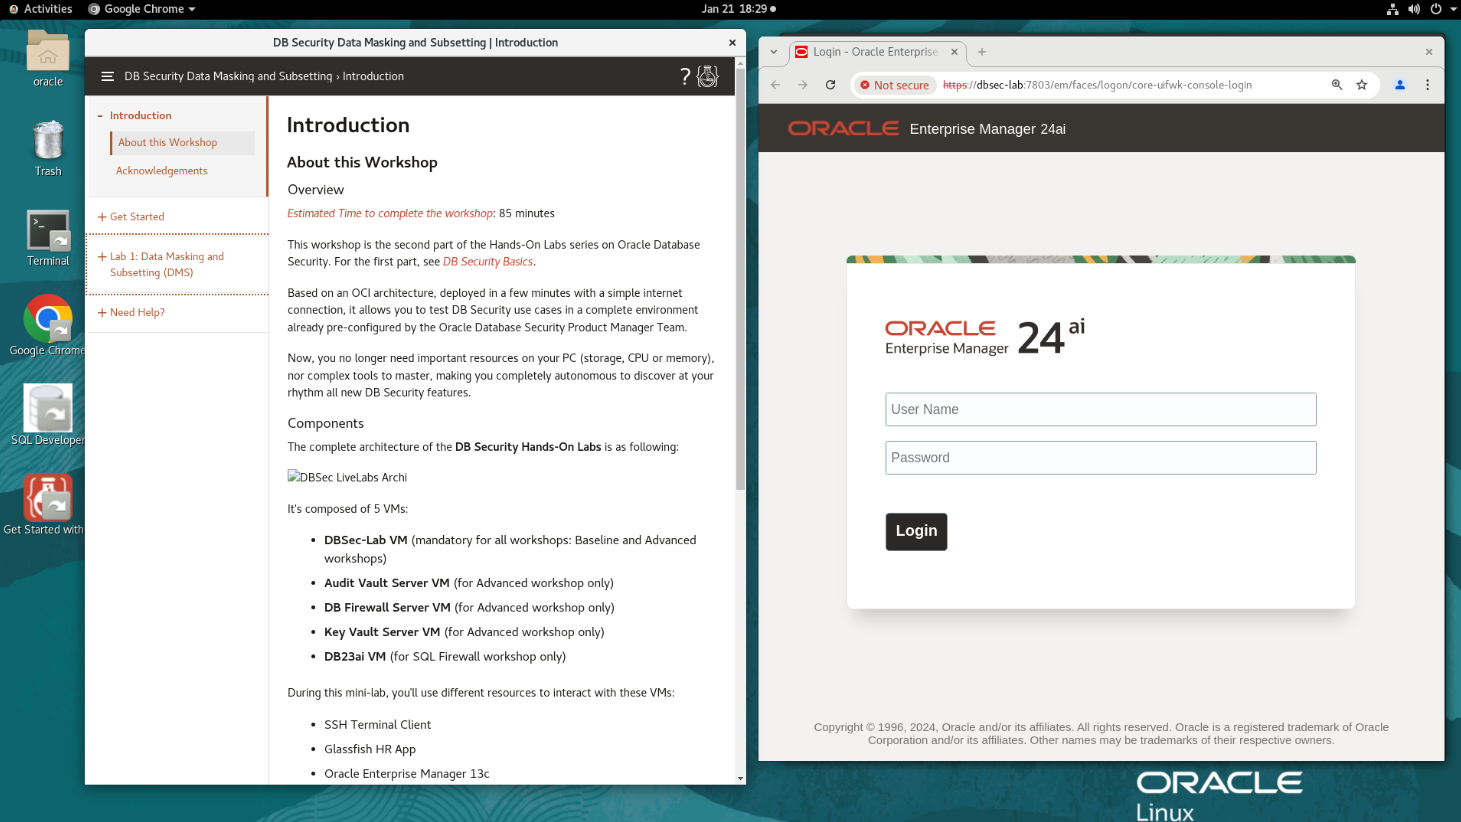 Activities
Google Chrome
Jan 21 18:29
oracle
Trash
Terminal
Google Chrome
SQL Developer
Get Started with
DB Security Data Masking and Subsetting | Introduction
DB Security Data Masking and Subsetting › Introduction
?
- Introduction
About this Workshop
Acknowledgements
+ Get Started
+ Lab 1: Data Masking and
Subsetting (DMS)
+ Need Help?
Introduction
About this Workshop
Overview
Estimated Time to complete the workshop: 85 minutes
This workshop is the second part of the Hands-On Labs series on Oracle Database
Security. For the first part, see DB Security Basics.
Based on an OCI architecture, deployed in a few minutes with a simple internet
connection, it allows you to test DB Security use cases in a complete environment
already pre-configured by the Oracle Database Security Product Manager Team.
Now, you no longer need important resources on your PC (storage, CPU or memory),
nor complex tools to master, making you completely autonomous to discover at your
rhythm all new DB Security features.
Components
The complete architecture of the DB Security Hands-On Labs is as following:
DBSec LiveLabs Archi
It's composed of 5 VMs:
• DBSec-Lab VM (mandatory for all workshops: Baseline and Advanced
workshops)
• Audit Vault Server VM (for Advanced workshop only)
• DB Firewall Server VM (for Advanced workshop only)
• Key Vault Server VM (for Advanced workshop only)
• DB23ai VM (for SQL Firewall workshop only)
During this mini-lab, you'll use different resources to interact with these VMs:
• SSH Terminal Client
• Glassfish HR App
• Oracle Enterprise Manager 13c
Login - Oracle Enterprise
Not secure
https://dbsec-lab:7803/em/faces/logon/core-uifwk-console-login
ORACLE Enterprise Manager 24ai
ORACLE
Enterprise Manager 24 ai
User Name
Password
Login
Copyright © 1996, 2024, Oracle and/or its affiliates. All rights reserved. Oracle is a registered trademark of Oracle
Corporation and/or its affiliates. Other names may be trademarks of their respective owners.
ORACLE
Linux